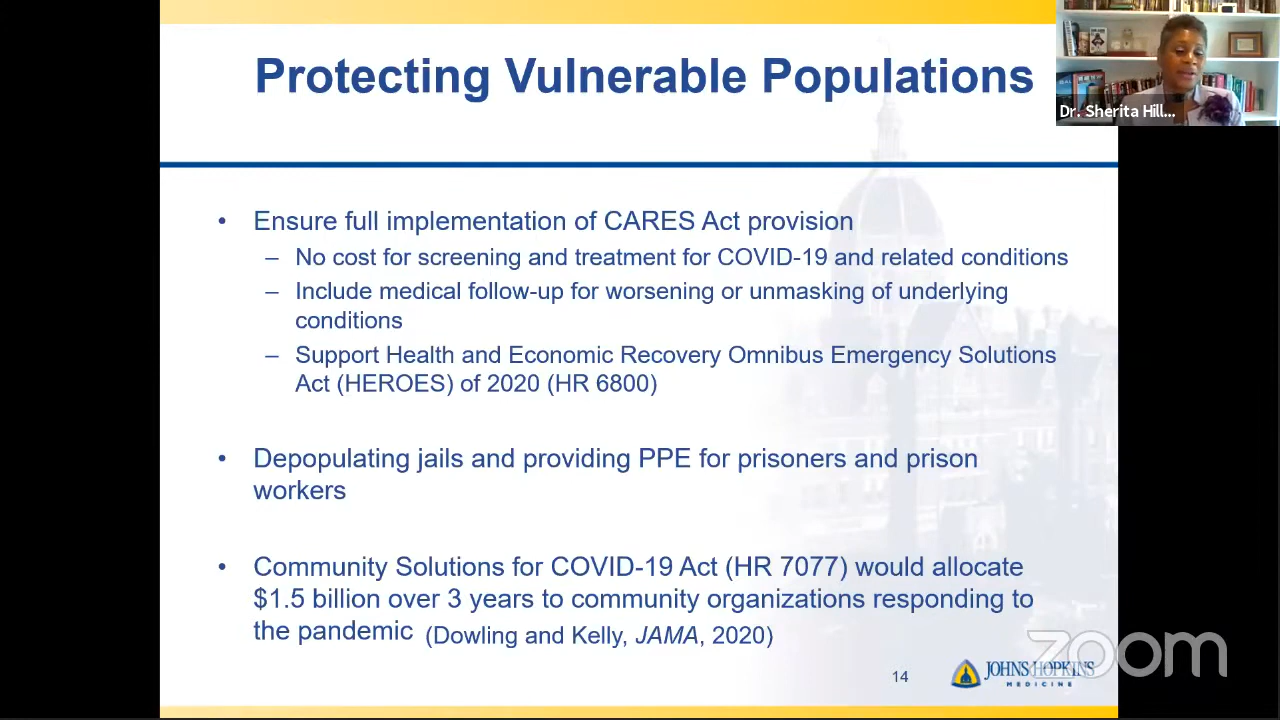 Protecting Vulnerable Populations
Dr. Sherita Hill...
• Ensure full implementation of CARES Act provision
– No cost for screening and treatment for COVID-19 and related conditions
– Include medical follow-up for worsening or unmasking of underlying
conditions
– Support Health and Economic Recovery Omnibus Emergency Solutions
Act (HEROES) of 2020 (HR 6800)
• Depopulating jails and providing PPE for prisoners and prison
workers
• Community Solutions for COVID-19 Act (HR 7077) would allocate
$1.5 billion over 3 years to community organizations responding to
the pandemic (Dowling and Kelly, JAMA, 2020)
zoom
14
JOHNS HOPKINS
MEDICINE